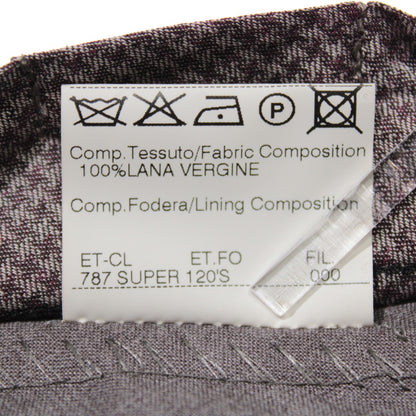 P
Comp.Tessuto/Fabric Composition
100%LANA VERGINE
Comp.Fodera/Lining Composition
ET-CL ET.FO FIL.
787 SUPER 120'S 090